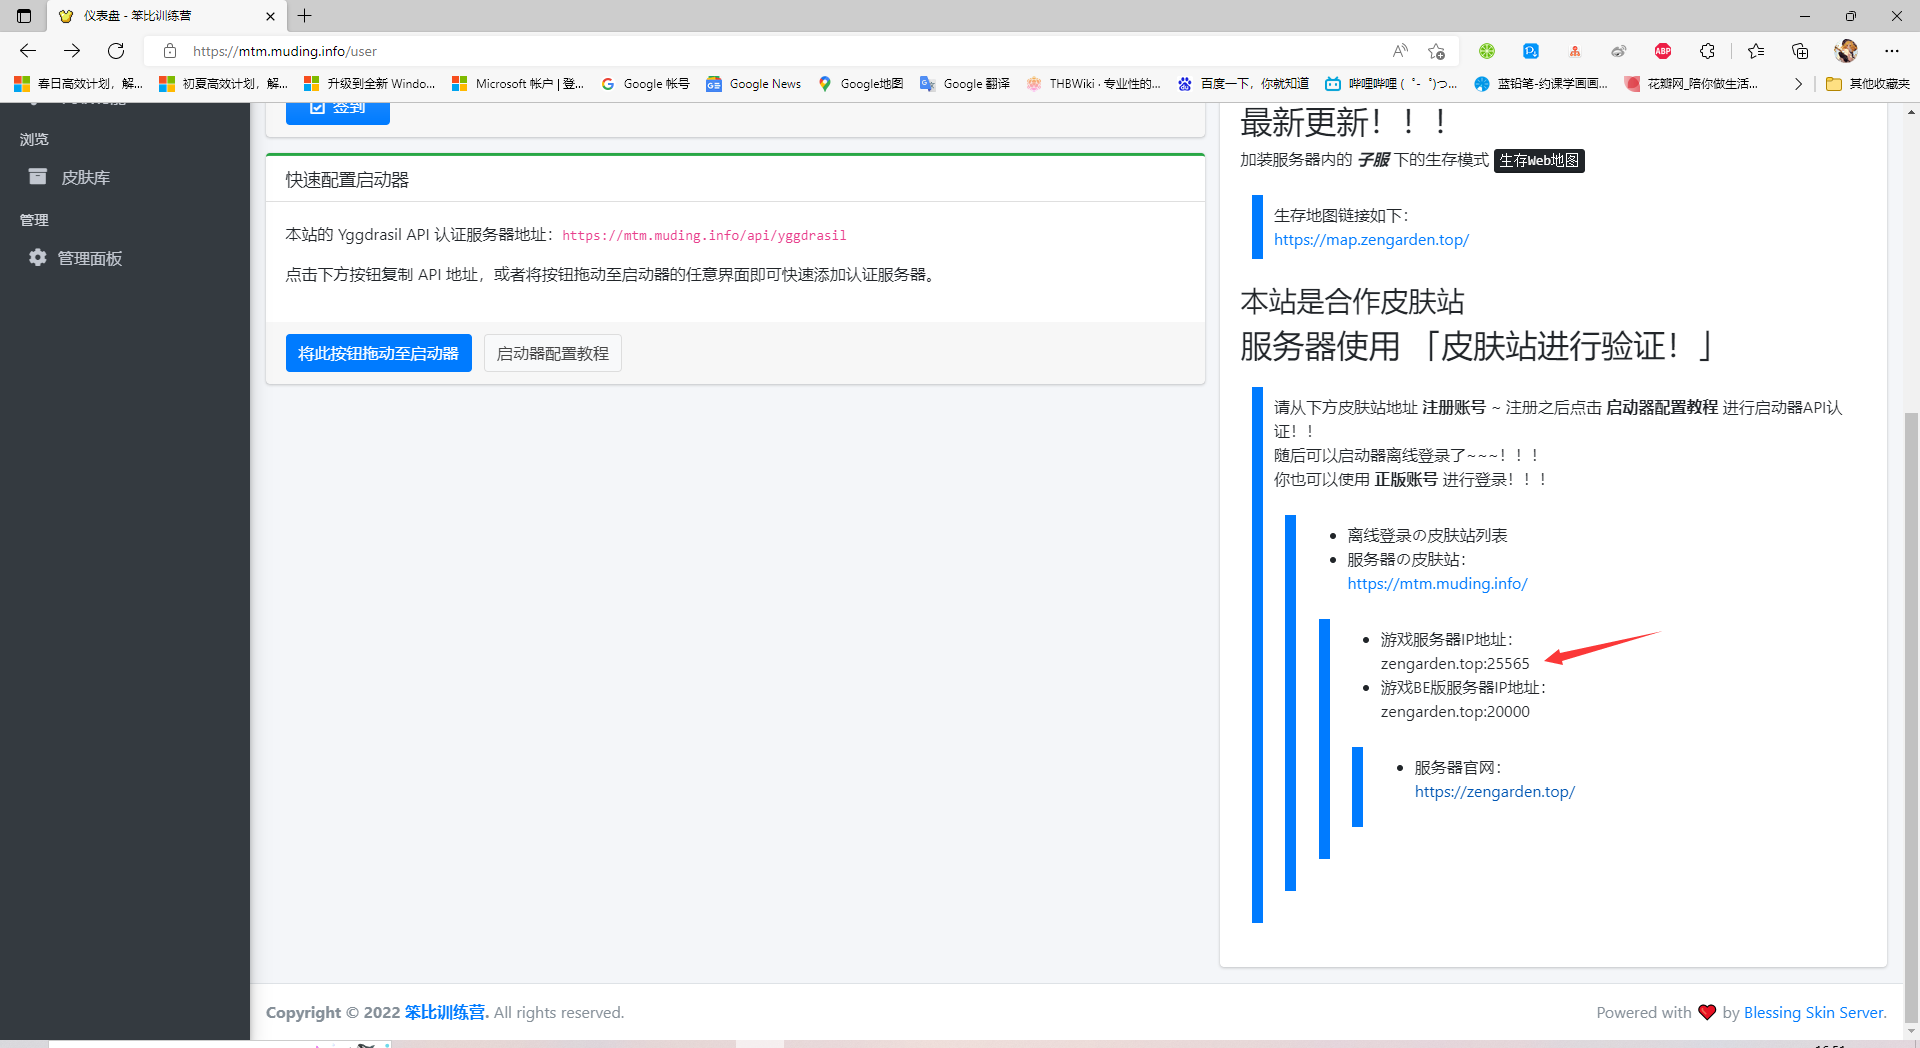 仪表盘 - 笨比训练营
https://mtm.muding.info/user
春日高效计划，解...
初夏高效计划，解...
升级到全新 Windo...
Microsoft 帐户 | 登...
Google 帐号
Google News
Google地图
Google 翻译
THBWiki · 专业性的...
百度一下，你就知道
哔哩哔哩 ( ゜- ゜)つ...
蓝铅笔-约课学画画...
花瓣网_陪你做生活...
其他收藏夹
浏览
皮肤库
管理
管理面板
签到
快速配置启动器
本站的 Yggdrasil API 认证服务器地址：https://mtm.muding.info/api/yggdrasil
点击下方按钮复制 API 地址，或者将按钮拖动至启动器的任意界面即可快速添加认证服务器。
将此按钮拖动至启动器
启动器配置教程
最新更新！！！
加装服务器内的 子服 下的生存模式 生存Web地图
生存地图链接如下：
https://map.zengarden.top/
本站是合作皮肤站
服务器使用 「皮肤站进行验证！」
请从下方皮肤站地址 注册账号 ~ 注册之后点击 启动器配置教程 进行启动器API认
证！！
随后可以启动器离线登录了~~~！！！
你也可以使用 正版账号 进行登录！！！
离线登录の皮肤站列表
服务器の皮肤站：
https://mtm.muding.info/
游戏服务器IP地址：
zengarden.top:25565
游戏BE版服务器IP地址：
zengarden.top:20000
服务器官网：
https://zengarden.top/
Copyright © 2022 笨比训练营. All rights reserved.
Powered with ❤ by Blessing Skin Server.